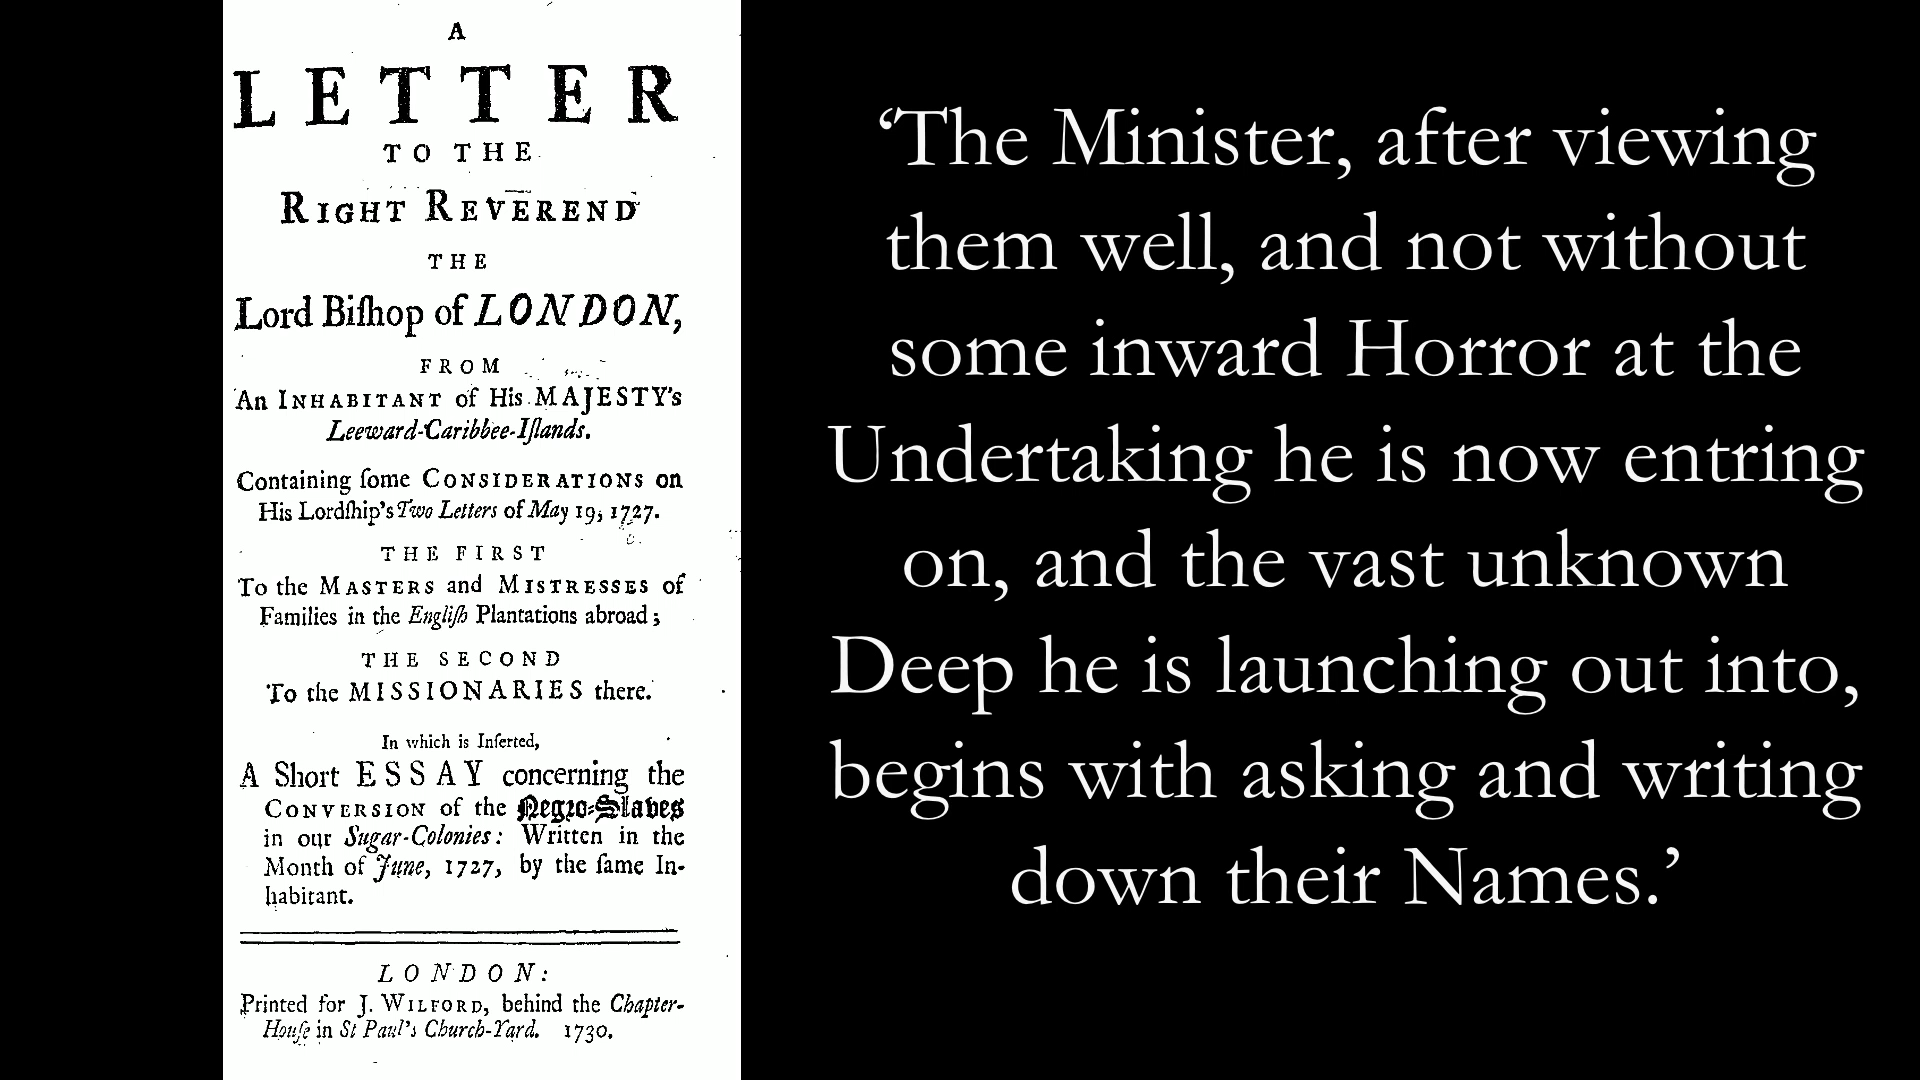 A
LETTER
TO THE
RIGHT REVEREND
THE
Lord Biſhop of LONDON,
FROM
An INHABITANT of His MAJESTY's
Leeward-Caribbee-Iſlands.
Containing ſome CONSIDERATIONS on
His Lordſhip's Two Letters of May 19, 1727.
THE FIRST
To the MASTERS and MISTRESSES of
Families in the Engliſh Plantations abroad;
THE SECOND
To the MISSIONARIES there.
In which is Inſerted,
A Short ESSAY concerning the
CONVERSION of the Negro-Slaves
in our Sugar-Colonies: Written in the
Month of June, 1727, by the ſame In-
habitant.
LONDON:
Printed for J. WILFORD, behind the Chapter-
Houſe in St Paul's Church-Yard. 1730.
‘The Minister, after viewing
them well, and not without
some inward Horror at the
Undertaking he is now entring
on, and the vast unknown
Deep he is launching out into,
begins with asking and writing
down their Names.’